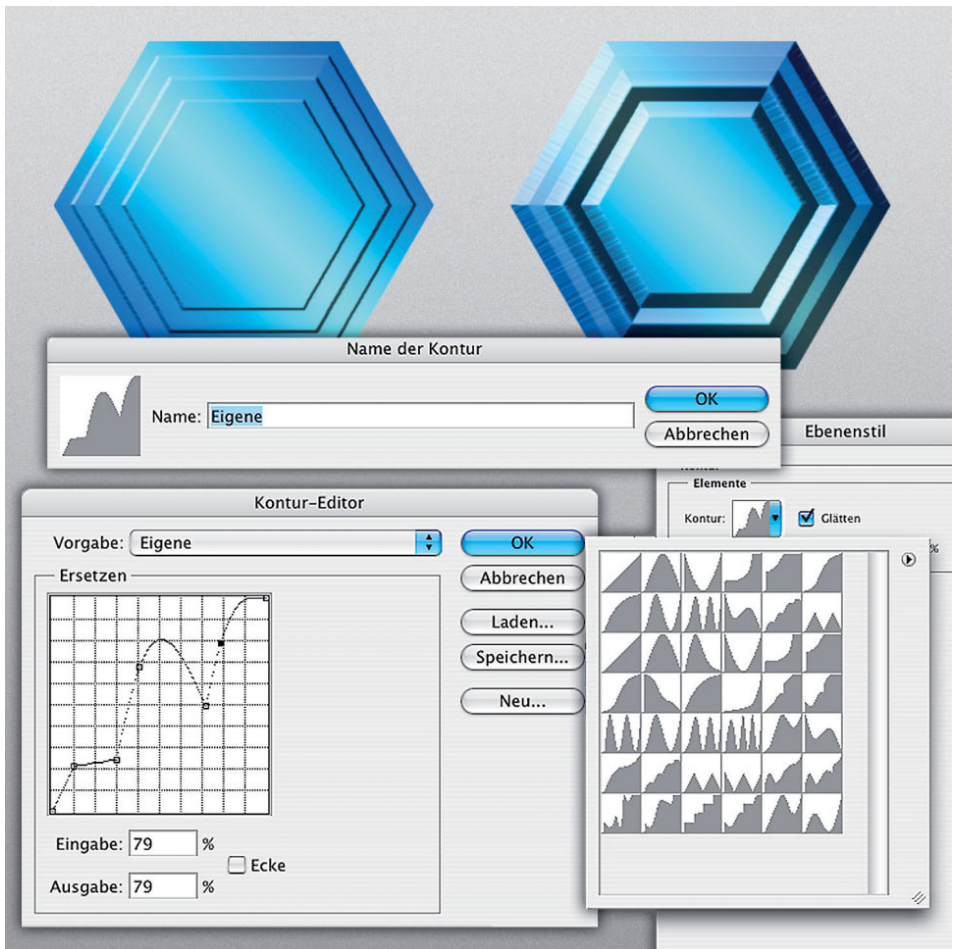 Name der Kontur
Name: Eigene
OK
Abbrechen
Ebenenstil
Elemente
Kontur:
Glätten
%
Kontur-Editor
Vorgabe: Eigene
OK
Abbrechen
Laden...
Speichern...
Neu...
Ersetzen
Eingabe: 79 %
Ecke
Ausgabe: 79 %